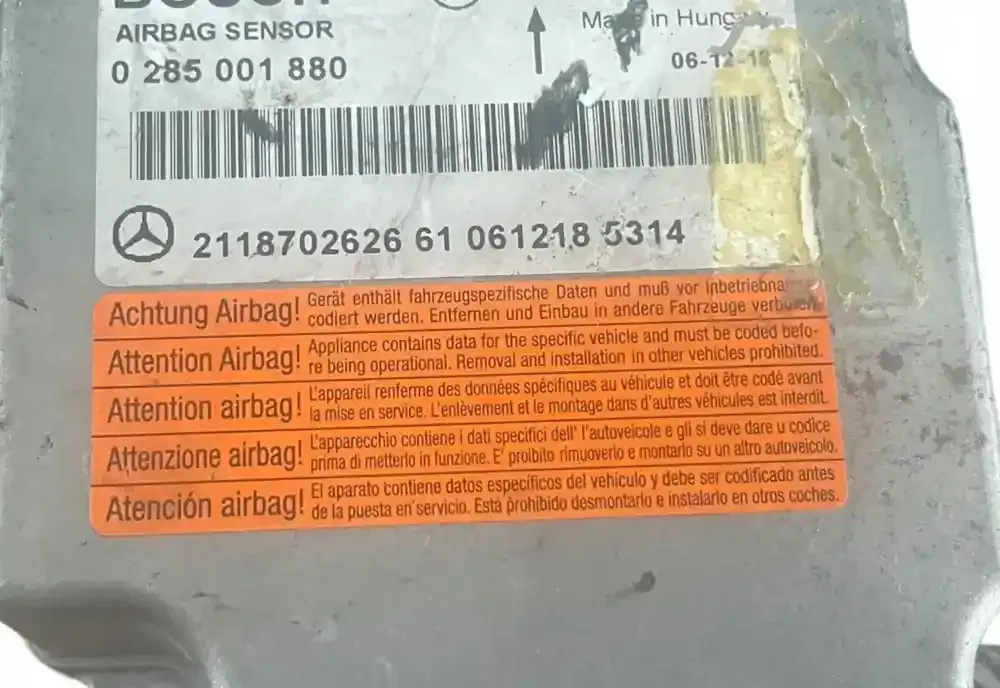 BOSCH
AIRBAG SENSOR
0 285 001 880
Made in Hungary
06-12-18
2118702626 61 061218 5314
Achtung Airbag! Gerät enthält fahrzeugspezifische Daten und muß vor Inbetriebna
codiert werden. Entfernen und Einbau in andere Fahrzeuge verboten.
Attention Airbag! Appliance contains data for the specific vehicle and must be coded befo-
re being operational. Removal and installation in other vehicles prohibited.
Attention airbag! L'appareil renferme des données spécifiques au véhicule et doit être codé avant
la mise en service. L'enlèvement et le montage dans d'autres véhicules est interdit.
Attenzione airbag! L'apparecchio contiene i dati specifici dell' l'autoveicole e gli si deve dare u codice
prima di metterlo in funzione. E' proibito rimuoverlo e montarlo su un altro autoveicolo.
Atención airbag! El aparato contiene datos específicos del vehículo y debe ser codificado antes
de la puesta en servicio. Está prohibido desmontarlo e instalarlo en otros coches.